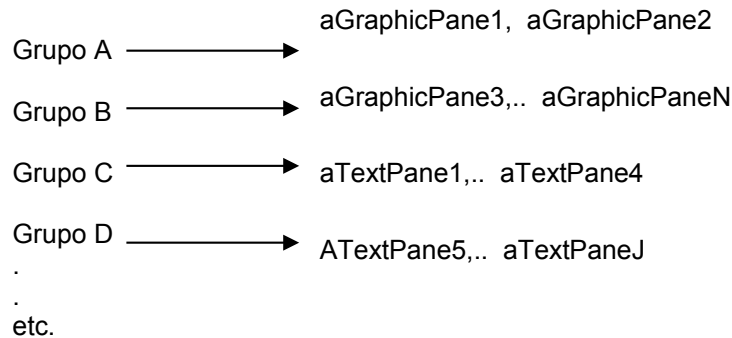 Grupo A aGraphicPane1, aGraphicPane2
Grupo B aGraphicPane3,.. aGraphicPaneN
Grupo C aTextPane1,.. aTextPane4
Grupo D ATextPane5,.. aTextPaneJ
.
.
etc.